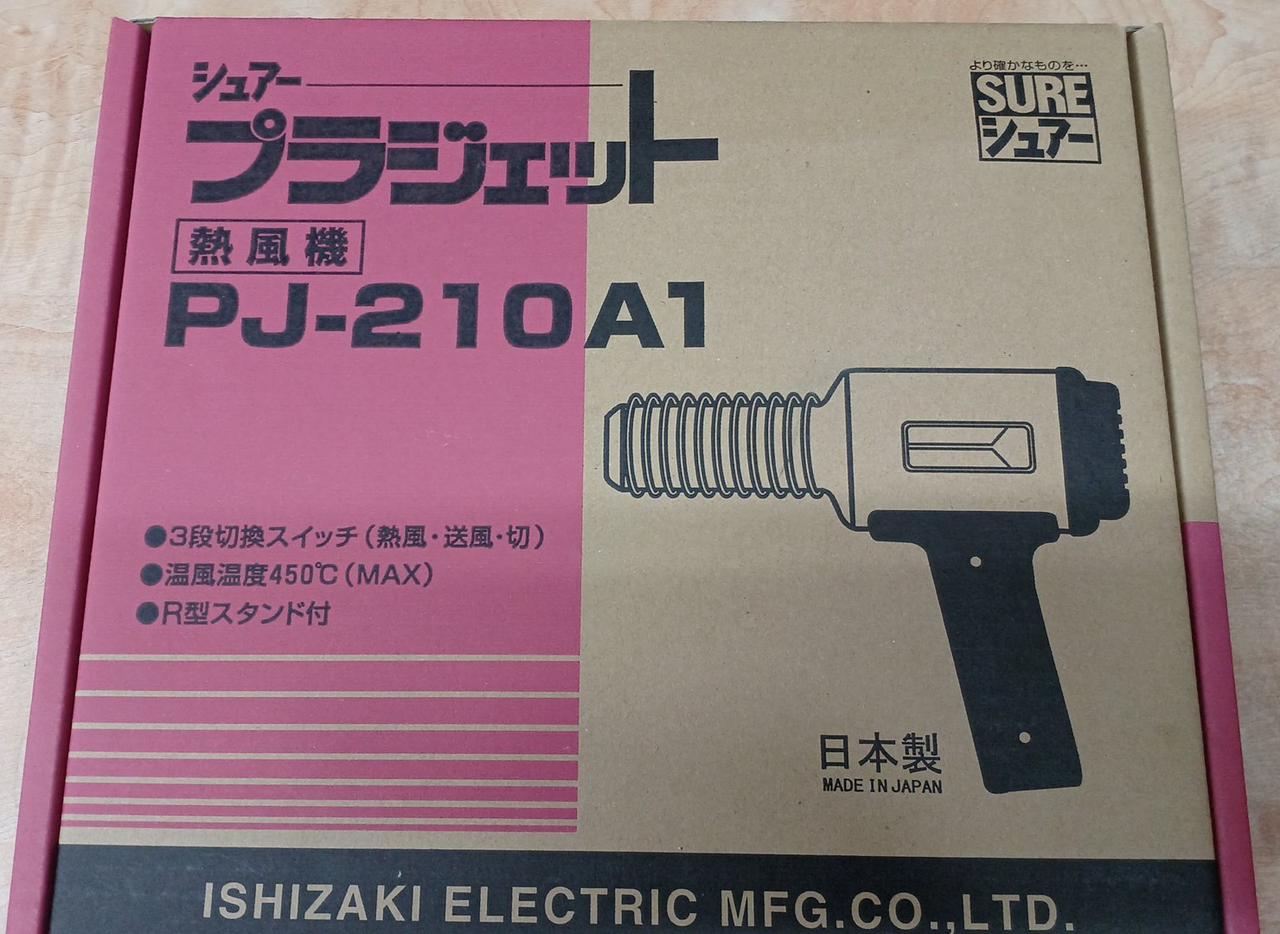 シュアー
プラジェット
熱風機
PJ-210A1
より確かなものを…
SURE
シュアー
●3段切換スイッチ(熱風・送風・切)
●温風温度450℃(MAX)
●R型スタンド付
日本製
MADE IN JAPAN
ISHIZAKI ELECTRIC MFG.CO.,LTD.